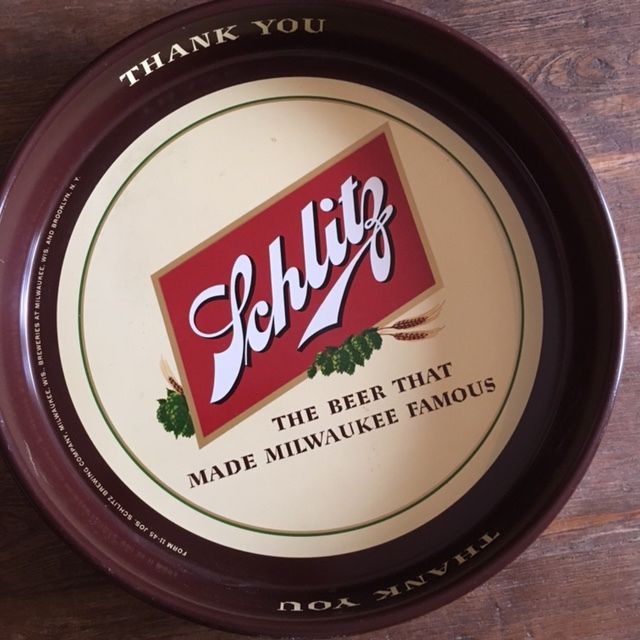 THANK YOU
Schlitz
THE BEER THAT
MADE MILWAUKEE FAMOUS
FORM 11-45 JOS. SCHLITZ BREWING COMPANY, MILWAUKEE, WIS., BREWERIES AT MILWAUKEE, WIS. AND BROOKLYN, N.Y.
THANK YOU